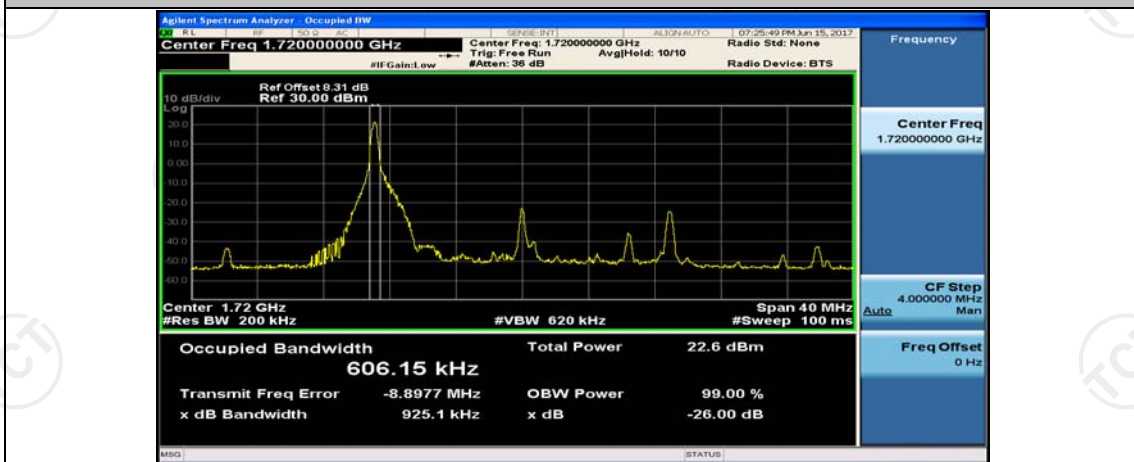 Agilent Spectrum Analyzer - Occupied BW
RL RF 50 Ω AC SENSE:INT ALIGN AUTO 07:25:49 PM Jun 15, 2017
Center Freq 1.720000000 GHz Center Freq: 1.720000000 GHz Radio Std: None Frequency
Trig: Free Run Avg|Hold: 10/10
#IFGain:Low #Atten: 36 dB Radio Device: BTS
Ref Offset 8.31 dB
10 dB/div Ref 30.00 dBm
Log
20.0
10.0
0.00
-10.0
-20.0
-30.0
-40.0
-50.0
-60.0
Center 1.72 GHz Span 40 MHz
#Res BW 200 kHz #VBW 620 kHz #Sweep 100 ms
Occupied Bandwidth Total Power 22.6 dBm
606.15 kHz
Transmit Freq Error -8.8977 MHz OBW Power 99.00 %
x dB Bandwidth 925.1 kHz x dB -26.00 dB
MSG STATUS
Center Freq
1.720000000 GHz
CF Step
4.000000 MHz
Auto Man
Freq Offset
0 Hz
TCT